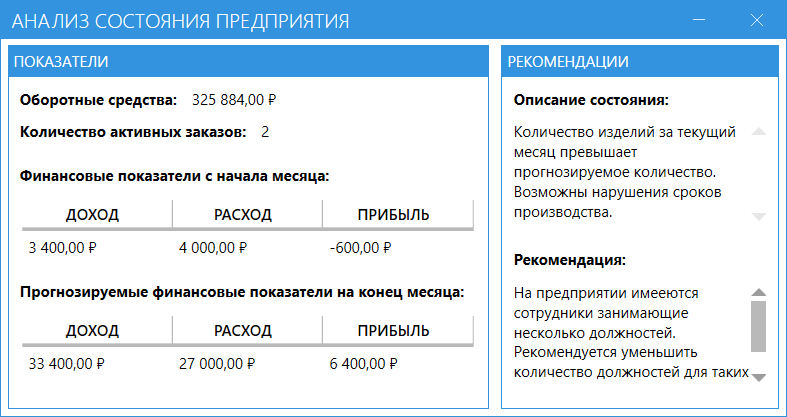 АНАЛИЗ СОСТОЯНИЯ ПРЕДПРИЯТИЯ
ПОКАЗАТЕЛИ
Оборотные средства: 325 884,00 ₽
Количество активных заказов: 2
Финансовые показатели с начала месяца:
ДОХОД РАСХОД ПРИБЫЛЬ
3 400,00 ₽ 4 000,00 ₽ -600,00 ₽
Прогнозируемые финансовые показатели на конец месяца:
ДОХОД РАСХОД ПРИБЫЛЬ
33 400,00 ₽ 27 000,00 ₽ 6 400,00 ₽
РЕКОМЕНДАЦИИ
Описание состояния:
Количество изделий за текущий
месяц превышает
прогнозируемое количество.
Возможны нарушения сроков
производства.
Рекомендация:
На предприятии имееются
сотрудники занимающие
несколько должностей.
Рекомендуется уменьшить
количество должностей для таких